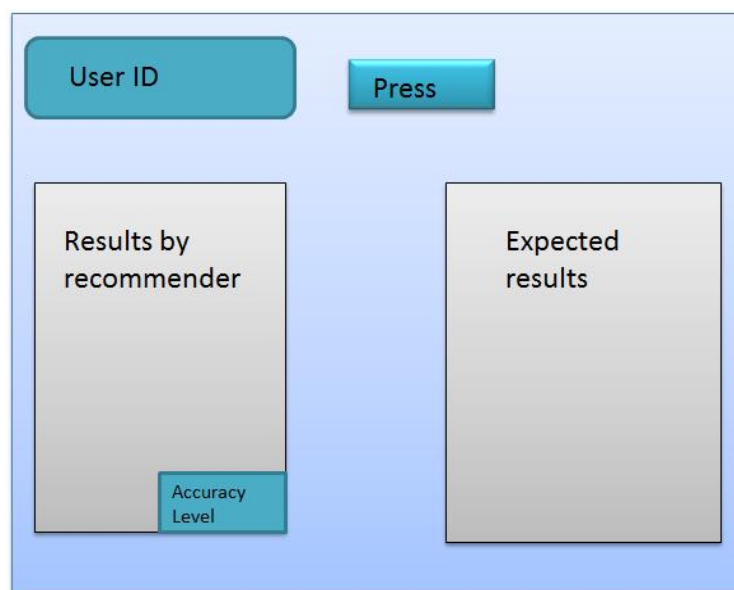 User ID
Press
Results by
recommender
Accuracy
Level
Expected
results